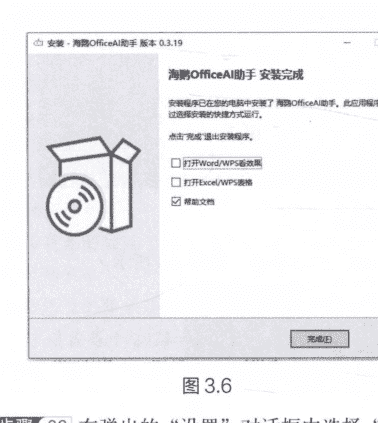 安装 - 海鹦OfficeAI助手 版本 0.3.19
海鹦OfficeAI助手 安装完成
安装程序已在您的电脑中安装了 海鹦OfficeAI助手。此应用程序
过选择安装的快捷方式运行。
点击“完成”退出安装程序。
打开Word/WPS看效果
打开Excel/WPS表格
帮助文档
完成(F)
图 3.6
在弹出的“设置”对话框中选择“